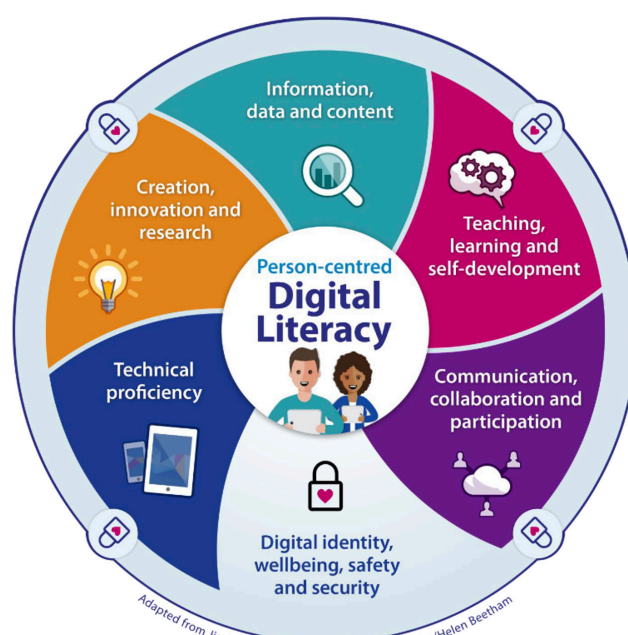 Information,
data and content
Teaching,
learning and
self-development
Communication,
collaboration and
participation
Digital identity,
wellbeing, safety
and security
Technical
proficiency
Creation,
innovation and
research
Person-centred
Digital
Literacy
Adapted from
/Helen Beetham